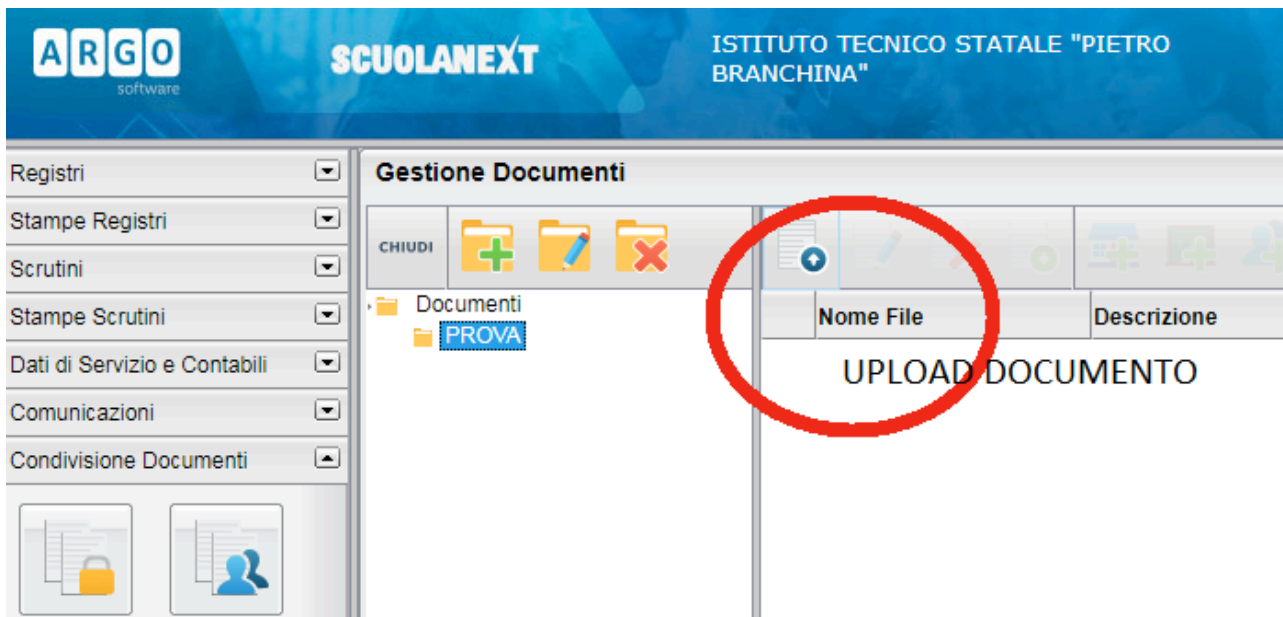 ARGO
software
SCUOLANEXT
ISTITUTO TECNICO STATALE "PIETRO
BRANCHINA"
Registri
Stampe Registri
Scrutini
Stampe Scrutini
Dati di Servizio e Contabili
Comunicazioni
Condivisione Documenti
Gestione Documenti
CHIUDI
Documenti
PROVA
Nome File
Descrizione
UPLOAD DOCUMENTO